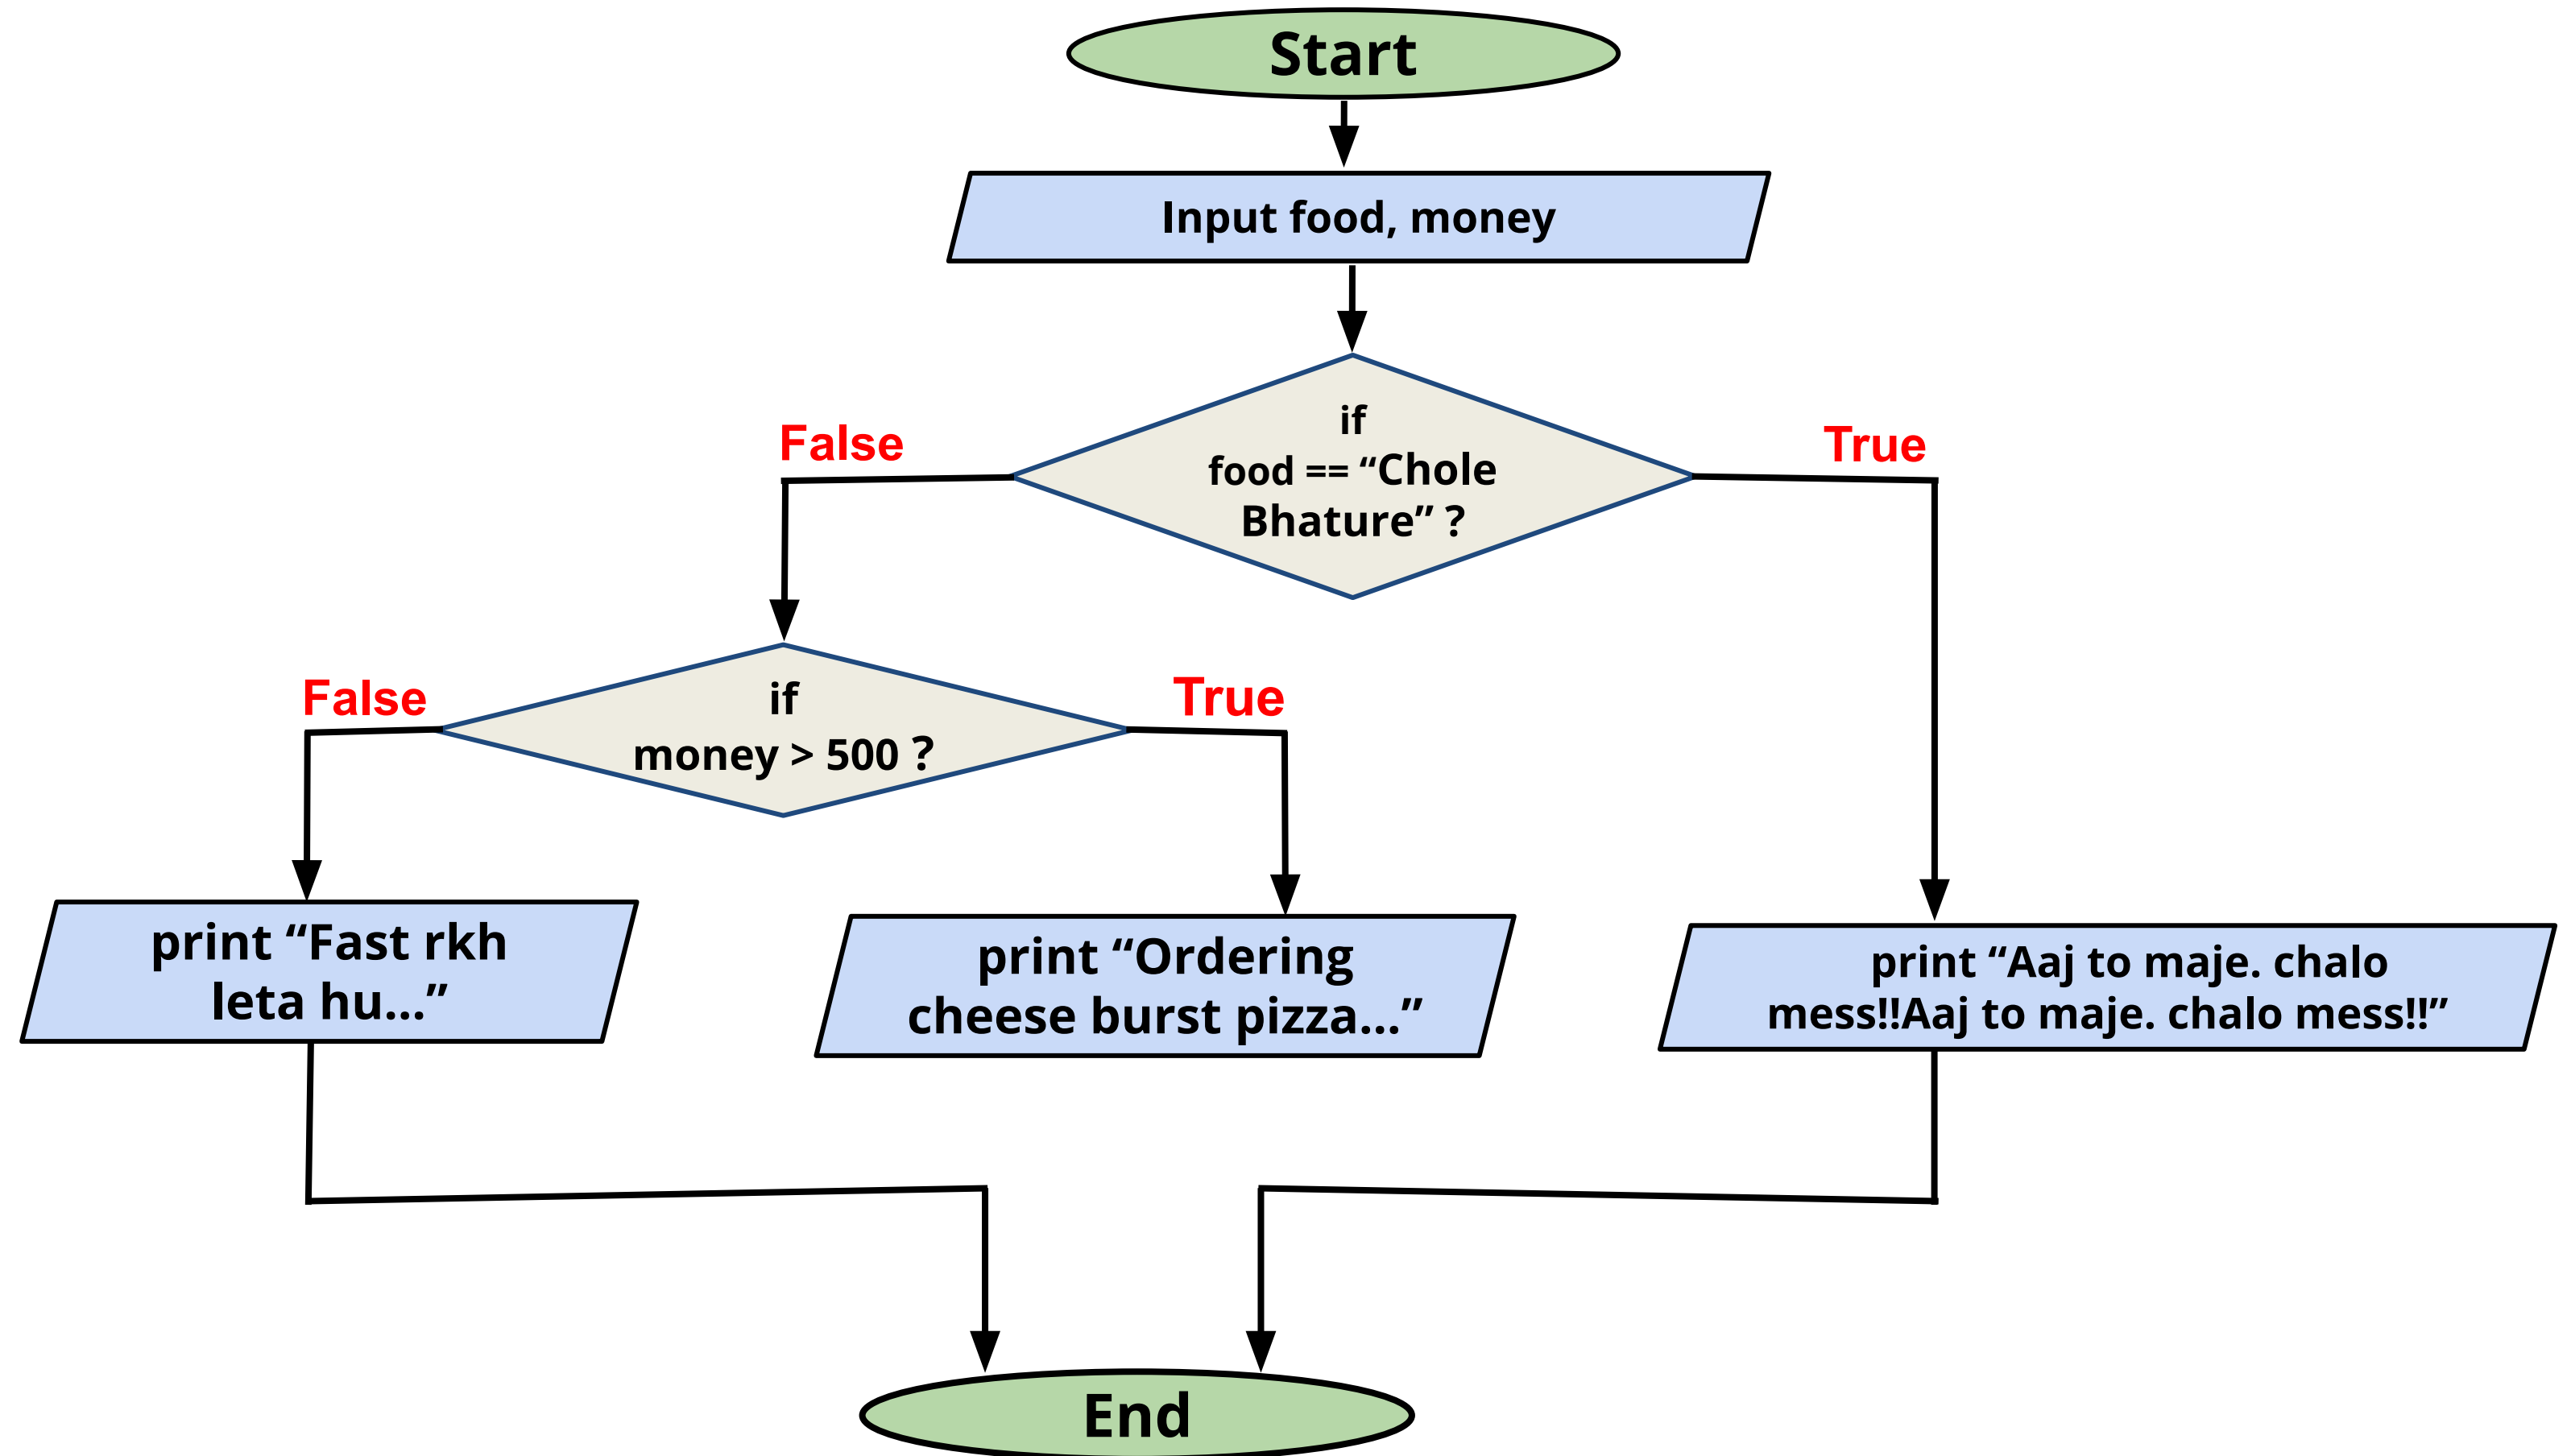 Start
Input food, money
if
food == “Chole
Bhature” ?
False
True
if
money > 500 ?
False
True
print “Fast rkh
leta hu...”
print “Ordering
cheese burst pizza...”
print “Aaj to maje. chalo
mess!!Aaj to maje. chalo mess!!”
End